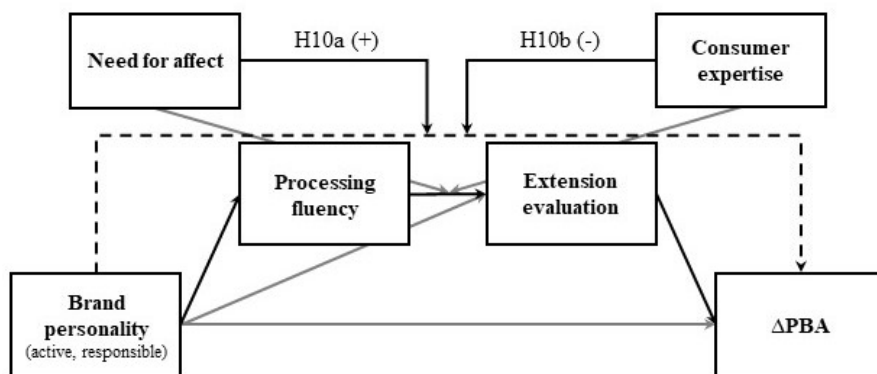 Need for affect
H10a (+)
H10b (-)
Consumer
expertise
Processing
fluency
Extension
evaluation
Brand
personality
(active, responsible)
ΔPBA